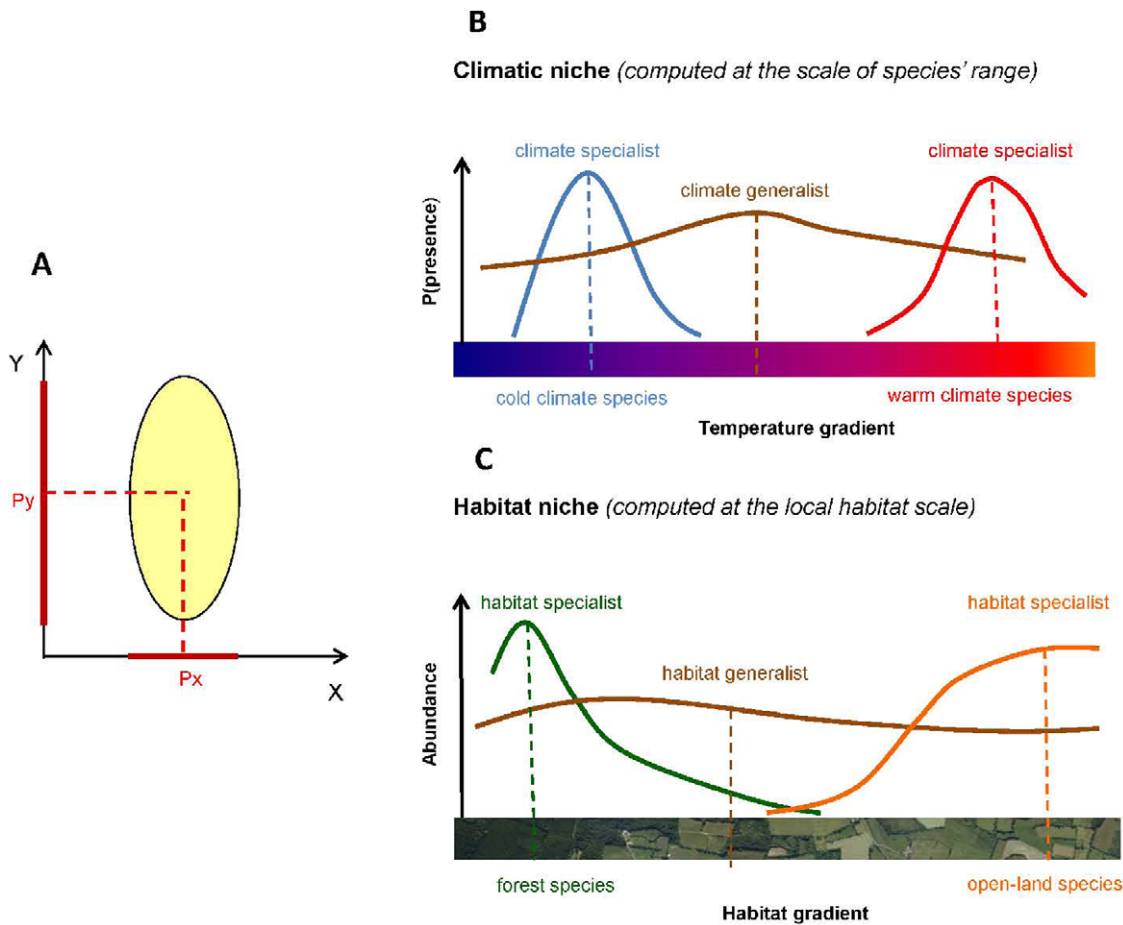 A
Y
Py
Px
X
B
Climatic niche (computed at the scale of species' range)
climate specialist
climate specialist
climate generalist
P(presence)
cold climate species
warm climate species
Temperature gradient
C
Habitat niche (computed at the local habitat scale)
habitat specialist
habitat specialist
habitat generalist
Abundance
forest species
open-land species
Habitat gradient